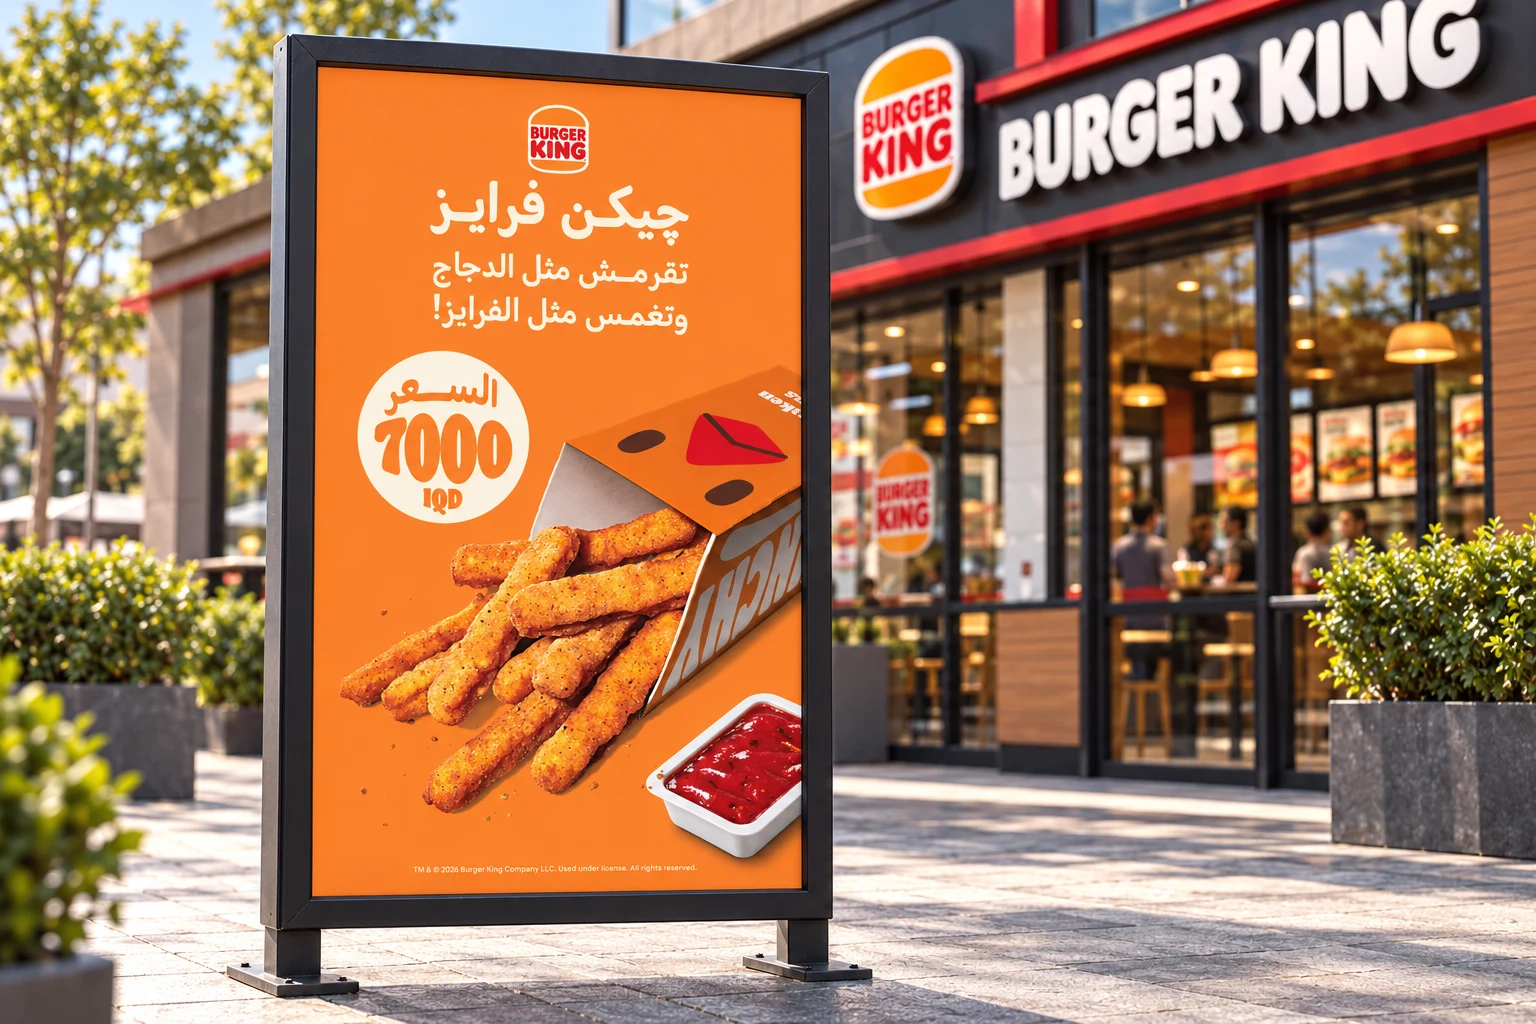 BURGER
KING
چيكن فرايز
تقرمش مثل الدجاج
وتغمس مثل الفرايز!
السعر
7000
IQD
TM & © 2026 Burger King Company LLC. Used under license. All rights reserved.
BURGER
KING
BURGER KING
BURGER
KING